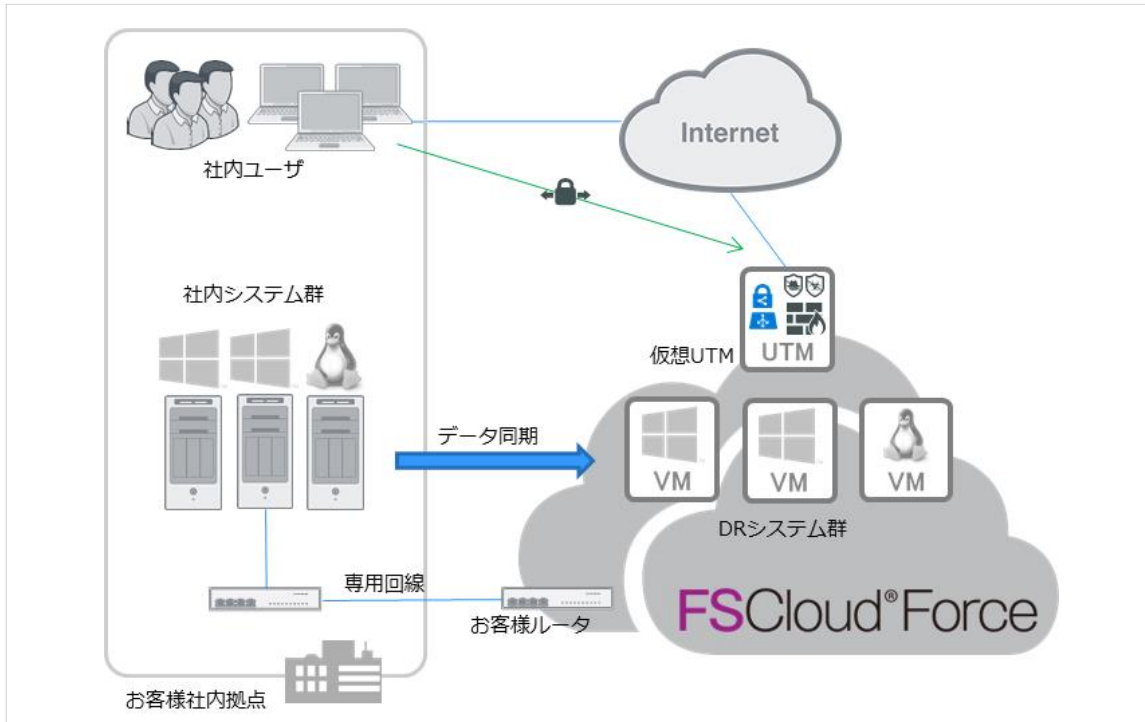 社内ユーザ
Internet
社内システム群
仮想UTM
UTM
データ同期
VM
VM
VM
DRシステム群
専用回線
お客様ルータ
FSCloud®Force
お客様社内拠点